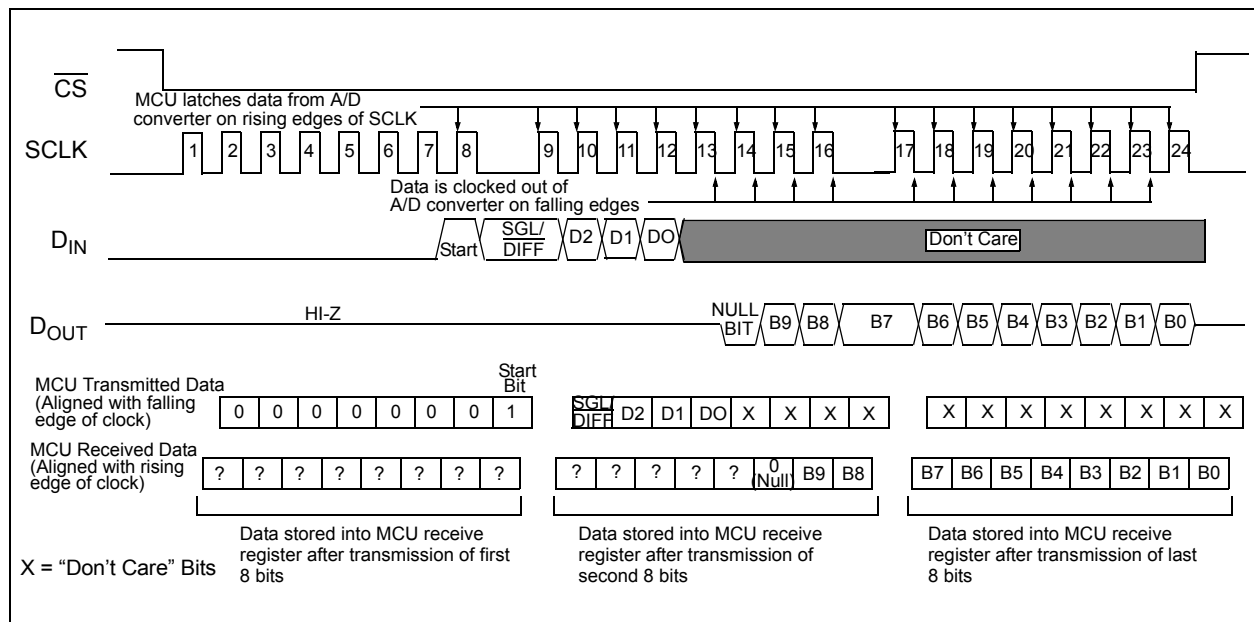 CS
MCU latches data from A/D
converter on rising edges of SCLK
SCLK
1 2 3 4 5 6 7 8 9 10 11 12 13 14 15 16 17 18 19 20 21 22 23 24
Data is clocked out of
A/D converter on falling edges
DIN
Start SGL/DIFF D2 D1 DO Don't Care
HI-Z
DOUT
NULL BIT B9 B8 B7 B6 B5 B4 B3 B2 B1 B0
Start
Bit
MCU Transmitted Data
(Aligned with falling
edge of clock)
0 0 0 0 0 0 0 1 SGL/DIFF D2 D1 DO X X X X X X X X X X X X
MCU Received Data
(Aligned with rising
edge of clock)
? ? ? ? ? ? ? ? ? ? ? ? ? 0 (Null) B9 B8 B7 B6 B5 B4 B3 B2 B1 B0
Data stored into MCU receive
register after transmission of first
8 bits
Data stored into MCU receive
register after transmission of
second 8 bits
Data stored into MCU receive
register after transmission of last
8 bits
X = “Don't Care” Bits